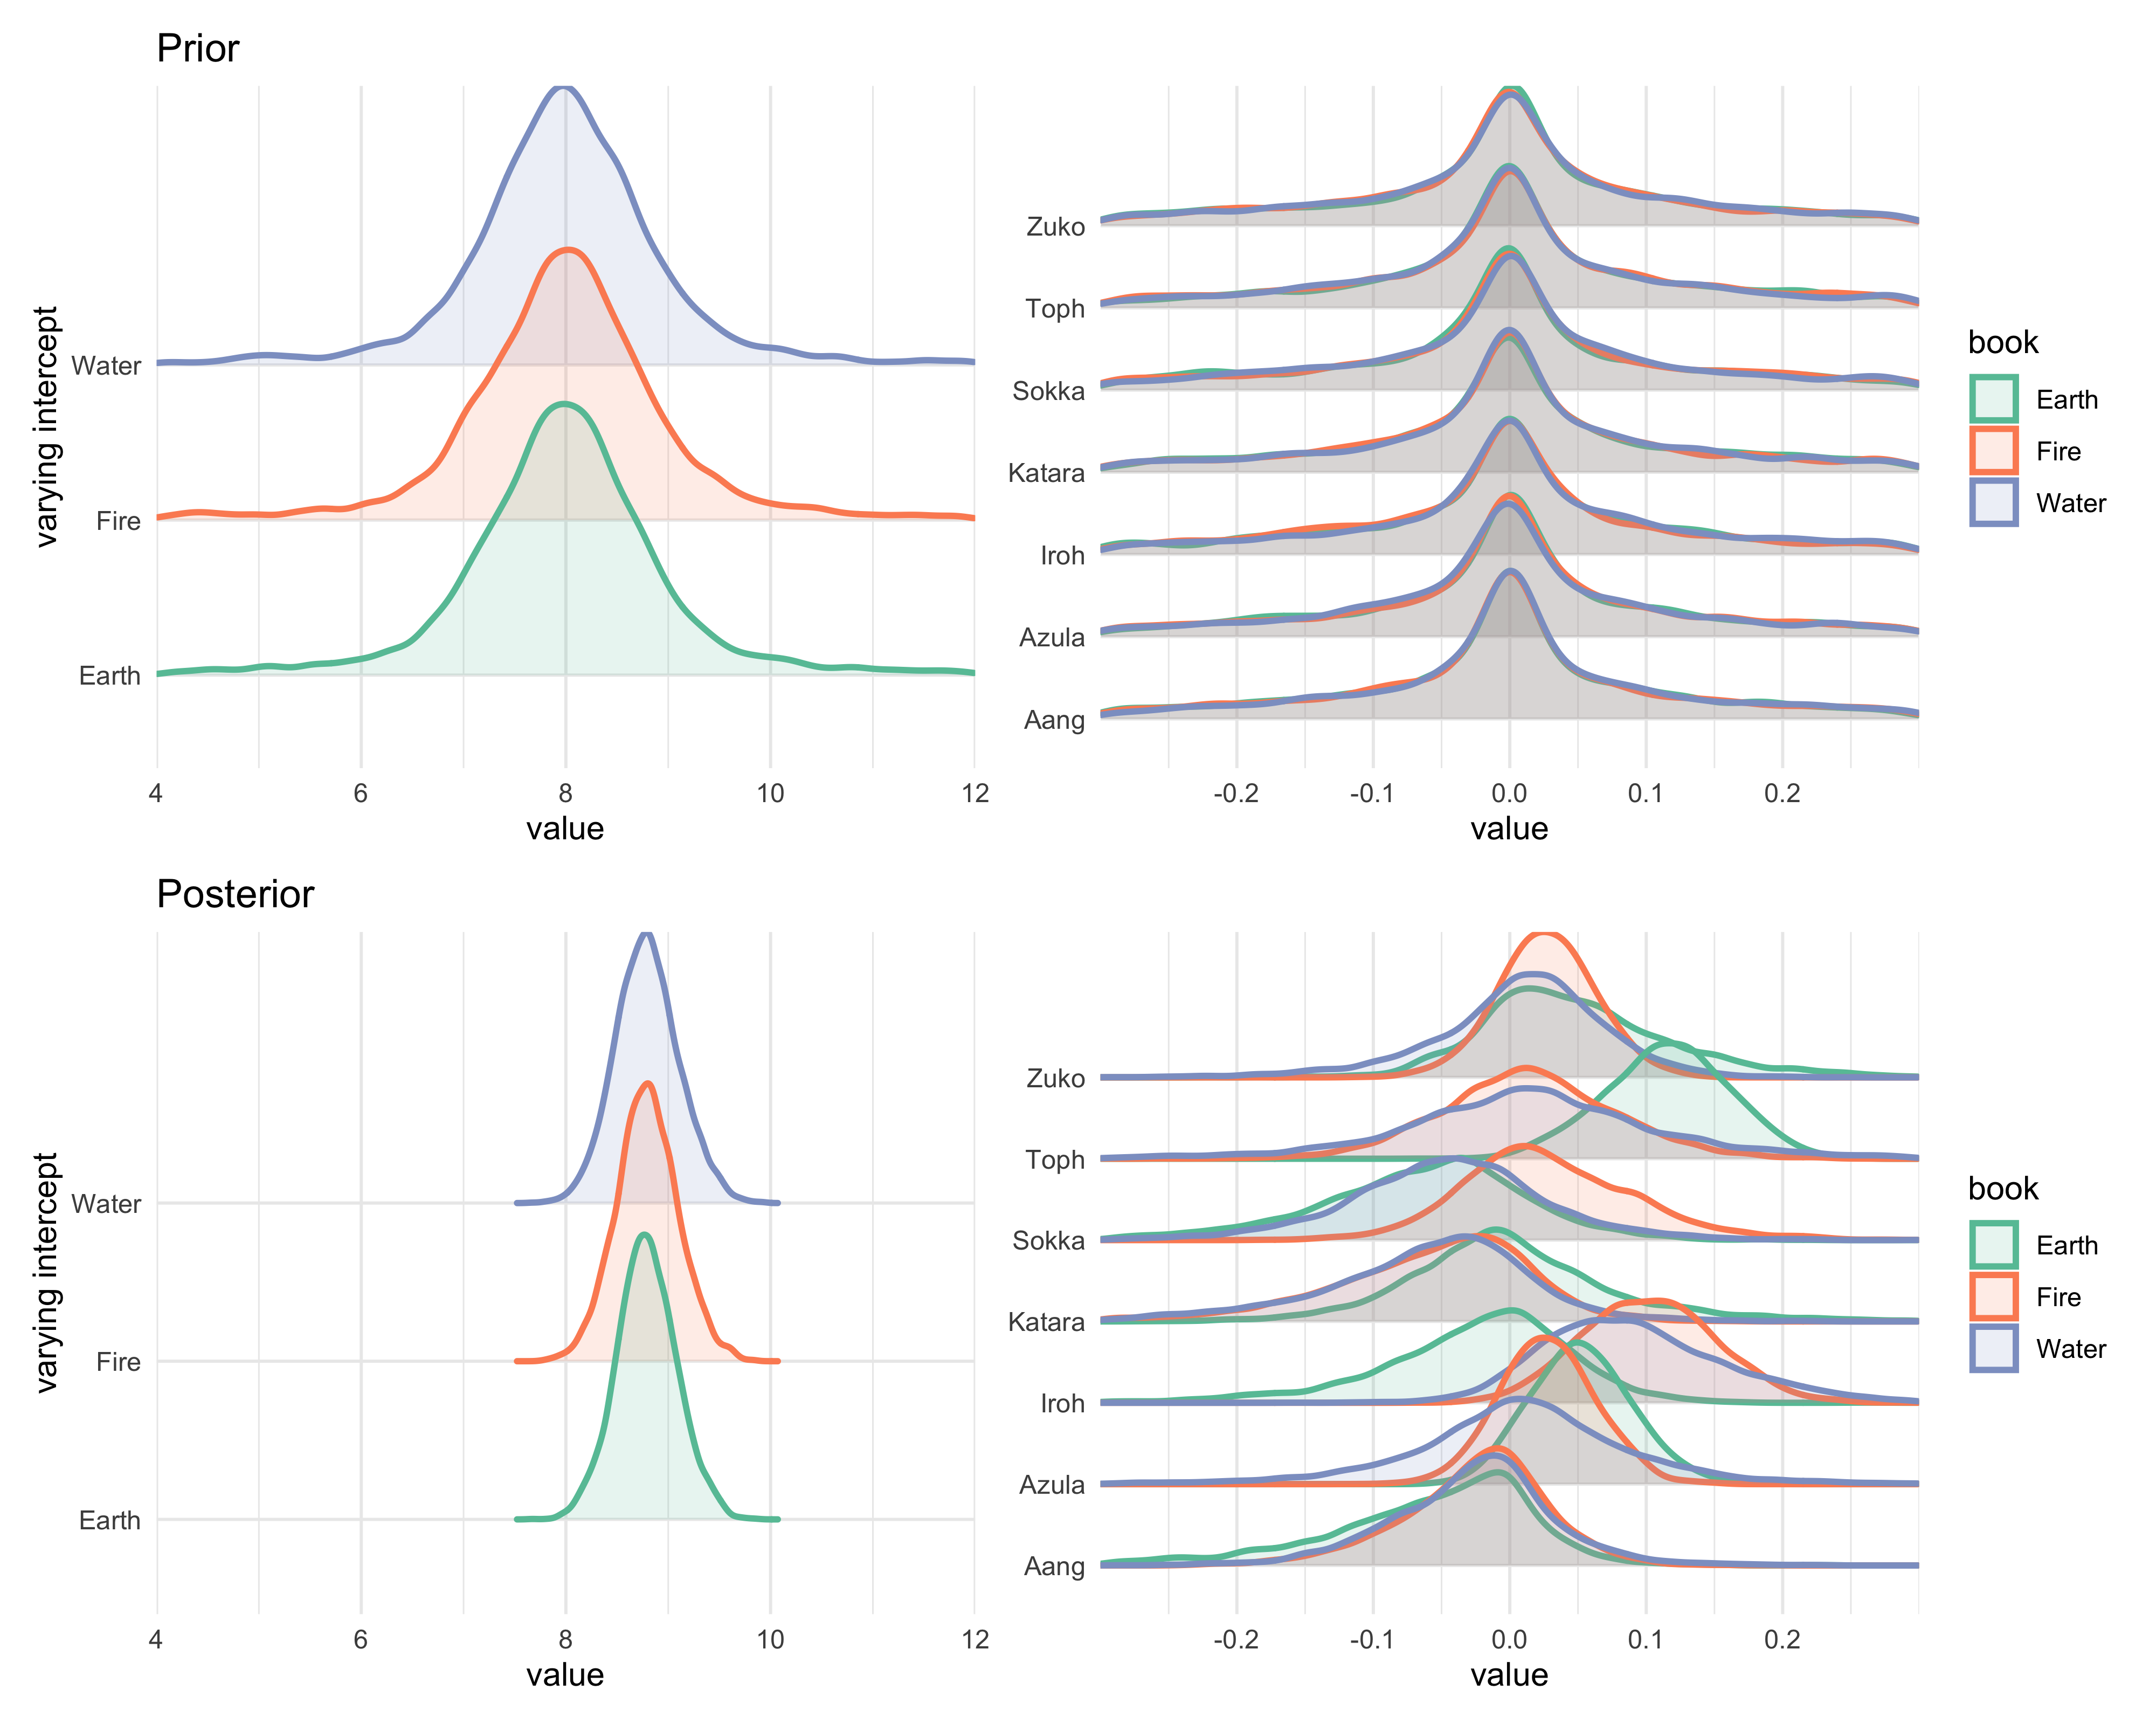 Prior
varying intercept
Water
Fire
Earth
4 6 8 10 12
value
Zuko
Toph
Sokka
Katara
Iroh
Azula
Aang
-0.2 -0.1 0.0 0.1 0.2
value
book
Earth
Fire
Water
Posterior
varying intercept
Water
Fire
Earth
4 6 8 10 12
value
Zuko
Toph
Sokka
Katara
Iroh
Azula
Aang
-0.2 -0.1 0.0 0.1 0.2
value
book
Earth
Fire
Water